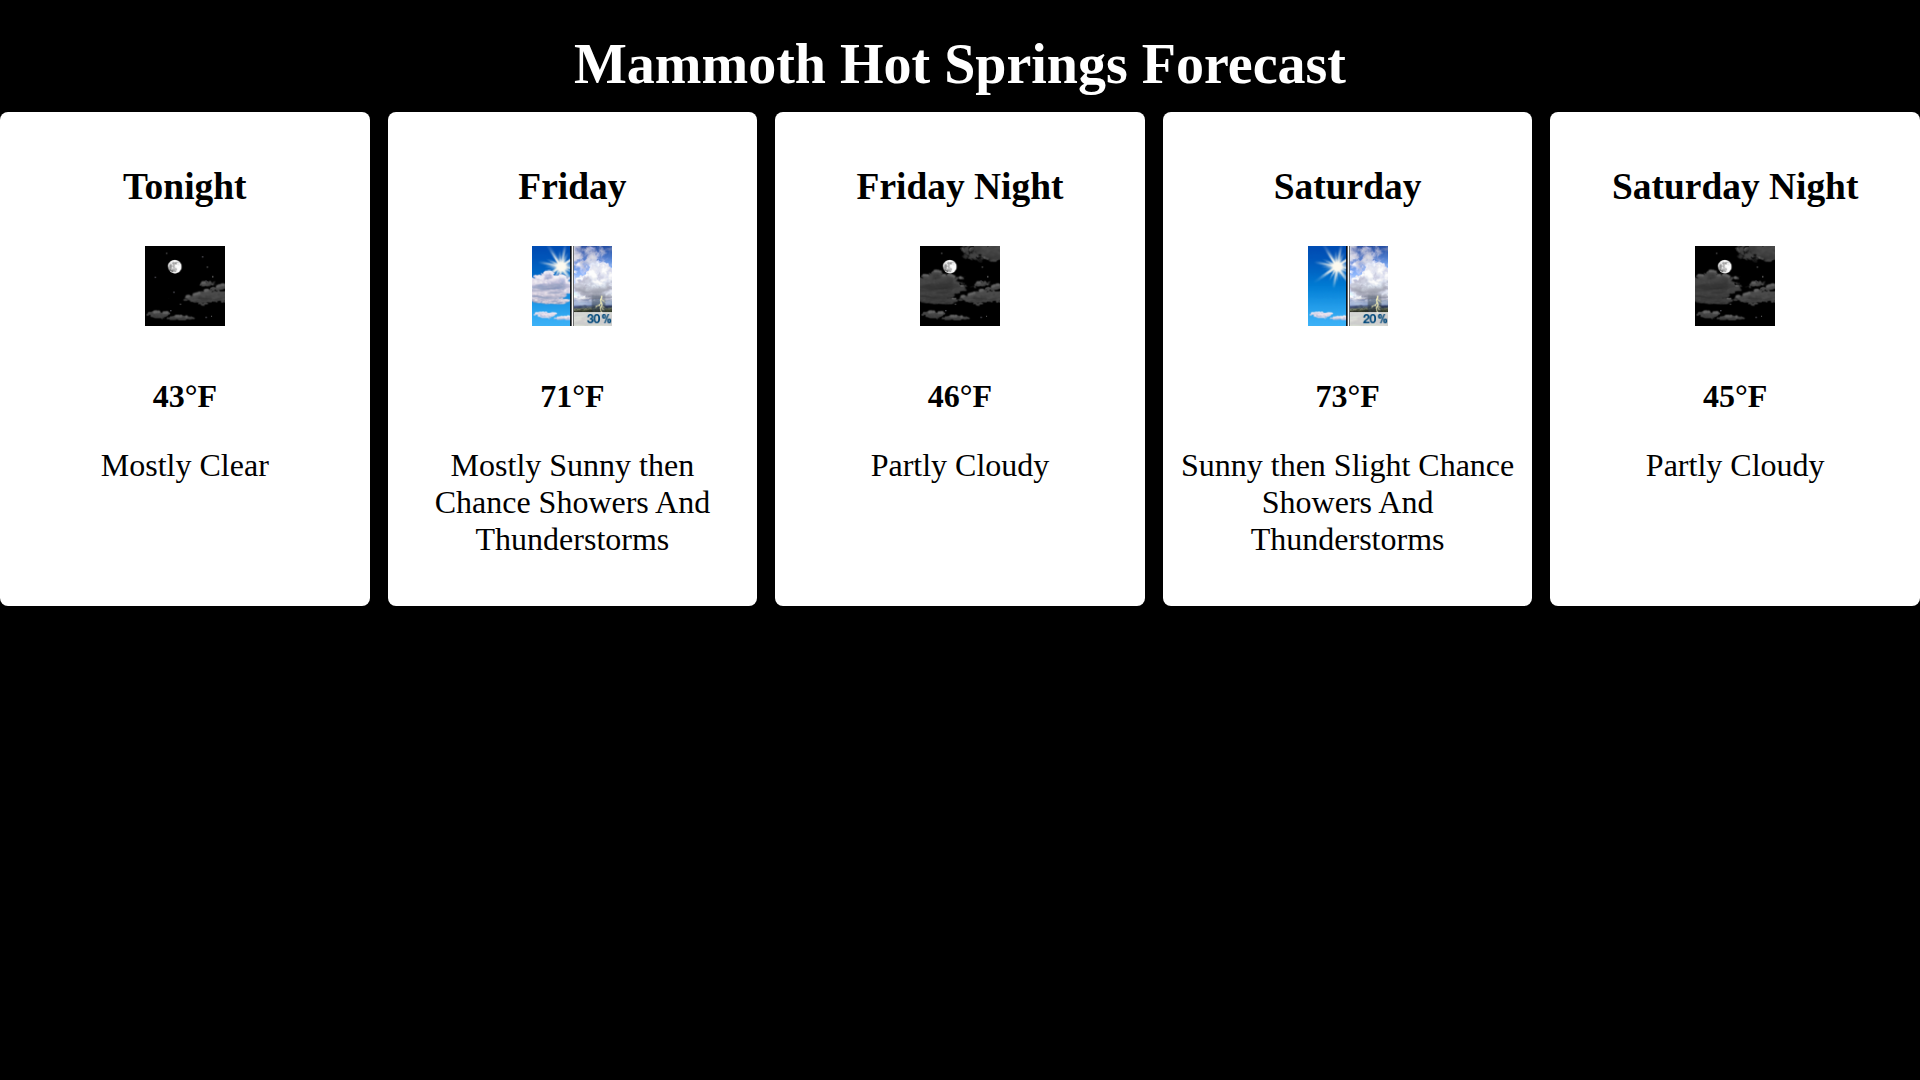 Mammoth Hot Springs Forecast
Tonight
43°F
Mostly Clear
Friday
30%
71°F
Mostly Sunny then
Chance Showers And
Thunderstorms
Friday Night
46°F
Partly Cloudy
Saturday
20%
73°F
Sunny then Slight Chance
Showers And
Thunderstorms
Saturday Night
45°F
Partly Cloudy